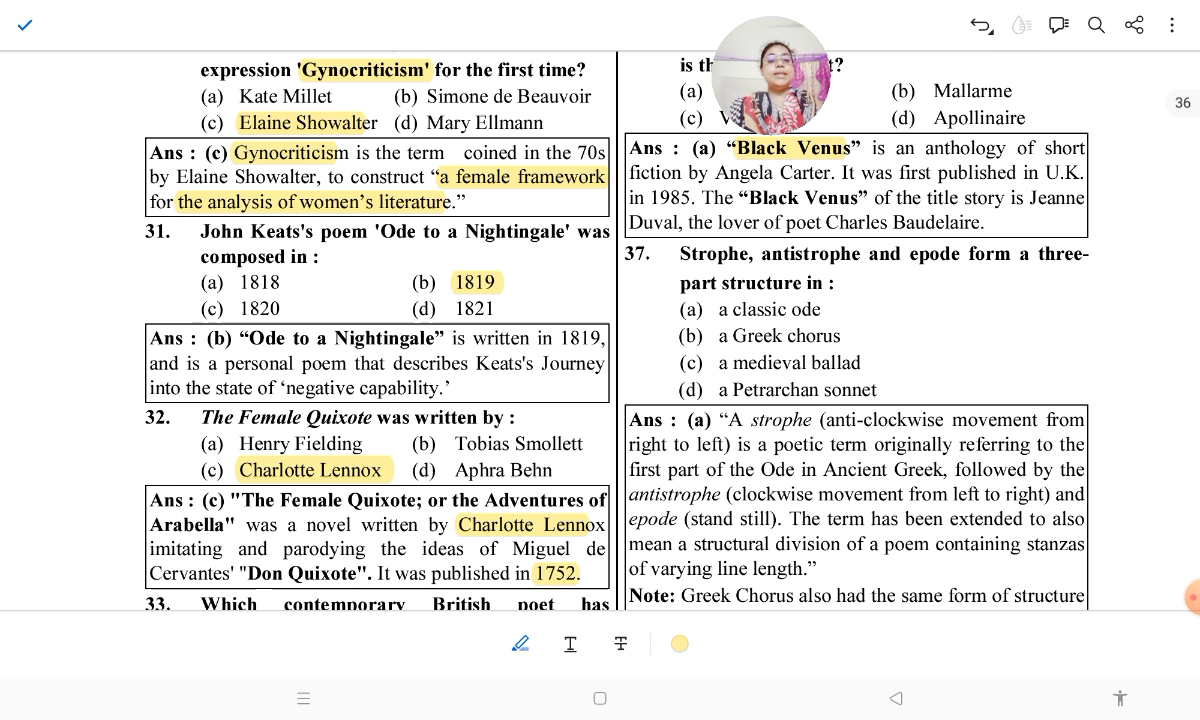 expression 'Gynocriticism' for the first time?
(a) Kate Millet (b) Simone de Beauvoir
(c) Elaine Showalter (d) Mary Ellmann
Ans : (c) Gynocriticism is the term coined in the 70s
by Elaine Showalter, to construct “a female framework
for the analysis of women’s literature.”
31. John Keats's poem 'Ode to a Nightingale' was
composed in :
(a) 1818 (b) 1819
(c) 1820 (d) 1821
Ans : (b) “Ode to a Nightingale” is written in 1819,
and is a personal poem that describes Keats's Journey
into the state of ‘negative capability.’
32. The Female Quixote was written by :
(a) Henry Fielding (b) Tobias Smollett
(c) Charlotte Lennox (d) Aphra Behn
Ans : (c) "The Female Quixote; or the Adventures of
Arabella" was a novel written by Charlotte Lennox
imitating and parodying the ideas of Miguel de
Cervantes' "Don Quixote". It was published in 1752.
33. Which contemporary British poet has
is t?
(a) (b) Mallarme
(c) (d) Apollinaire
Ans : (a) “Black Venus” is an anthology of short
fiction by Angela Carter. It was first published in U.K.
in 1985. The “Black Venus” of the title story is Jeanne
Duval, the lover of poet Charles Baudelaire.
37. Strophe, antistrophe and epode form a three-
part structure in :
(a) a classic ode
(b) a Greek chorus
(c) a medieval ballad
(d) a Petrarchan sonnet
Ans : (a) “A strophe (anti-clockwise movement from
right to left) is a poetic term originally referring to the
first part of the Ode in Ancient Greek, followed by the
antistrophe (clockwise movement from left to right) and
epode (stand still). The term has been extended to also
mean a structural division of a poem containing stanzas
of varying line length.”
Note: Greek Chorus also had the same form of structure
36